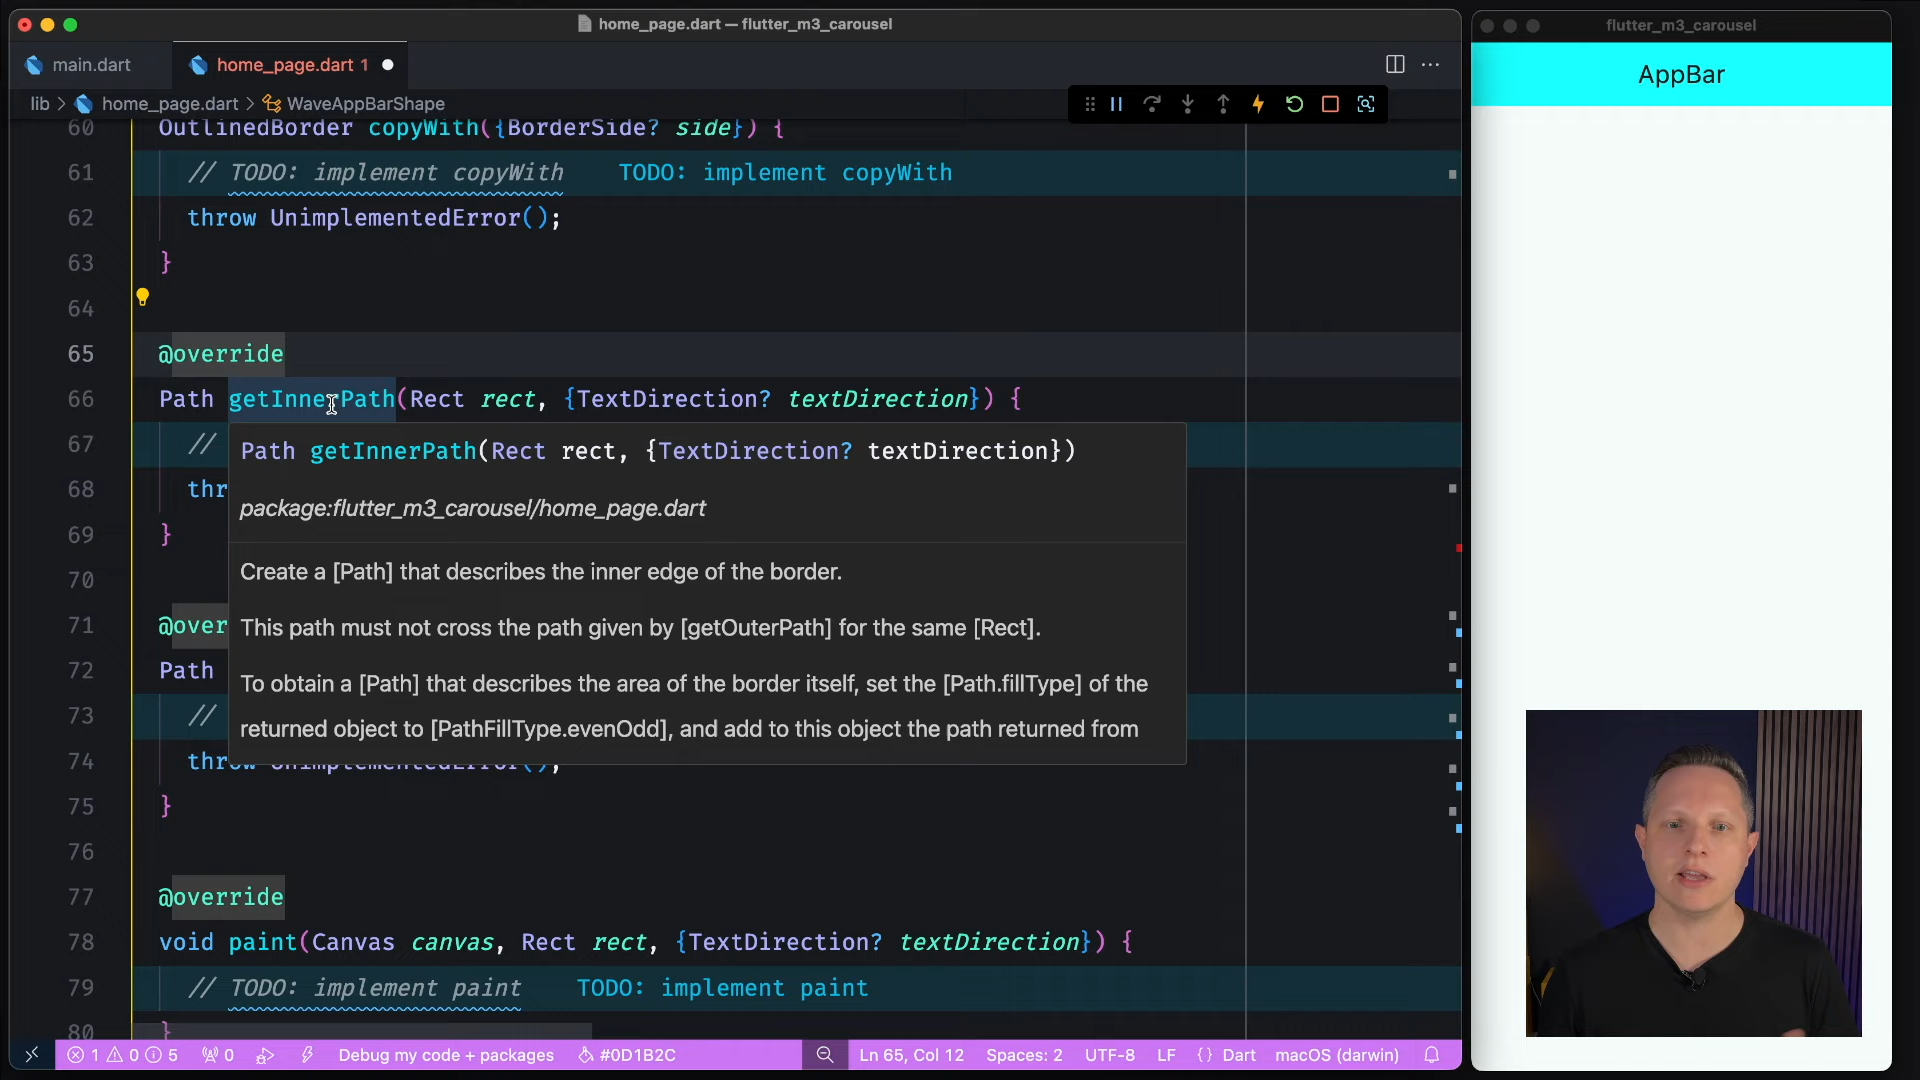 home_page.dart — flutter_m3_carousel
main.dart
home_page.dart 1
lib > home_page.dart > WaveAppBarShape
60 OutlinedBorder copyWith({BorderSide? side}) {
61 // TODO: implement copyWith TODO: implement copyWith
62 throw UnimplementedError();
63 }
64
65 @override
66 Path getInnerPath(Rect rect, {TextDirection? textDirection}) {
67 //
Path getInnerPath(Rect rect, {TextDirection? textDirection})
68 thr
package:flutter_m3_carousel/home_page.dart
69 }
Create a [Path] that describes the inner edge of the border.
70
71 @over
This path must not cross the path given by [getOuterPath] for the same [Rect].
72 Path
To obtain a [Path] that describes the area of the border itself, set the [Path.fillType] of the
73 //
returned object to [PathFillType.evenOdd], and add to this object the path returned from
74 throw UnimplementedError();
75 }
76
77 @override
78 void paint(Canvas canvas, Rect rect, {TextDirection? textDirection}) {
79 // TODO: implement paint TODO: implement paint
80 }
1 0 5 0 Debug my code + packages #0D1B2C Ln 65, Col 12 Spaces: 2 UTF-8 LF {} Dart macOS (darwin)
flutter_m3_carousel
AppBar